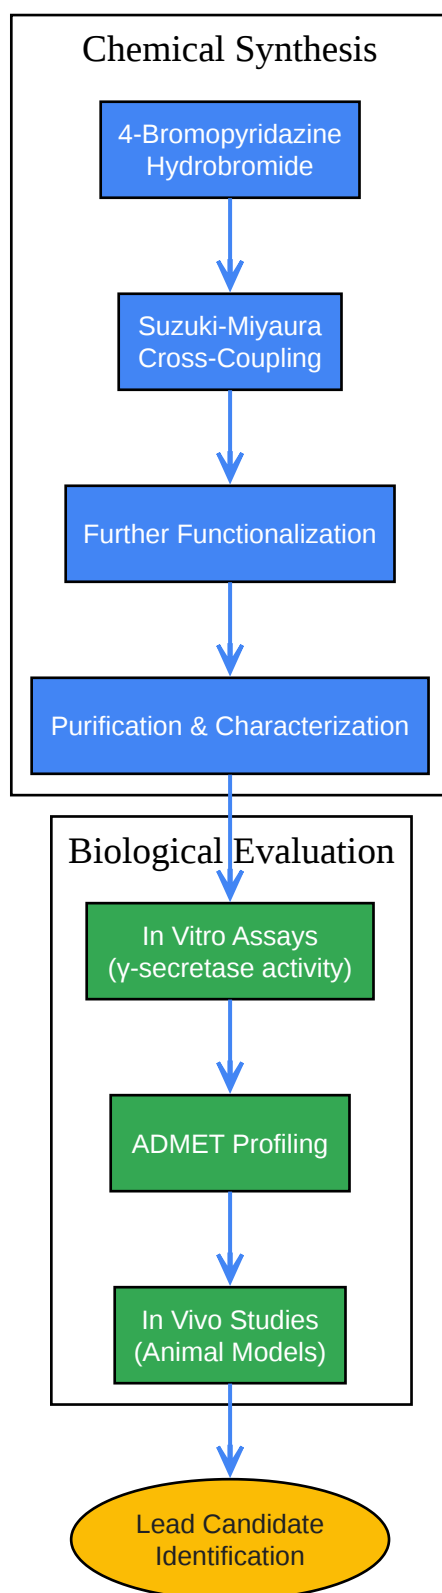 Chemical Synthesis
4-Bromopyridazine
Hydrobromide
Suzuki-Miyaura
Cross-Coupling
Further Functionalization
Purification & Characterization
Biological Evaluation
In Vitro Assays
(γ-secretase activity)
ADMET Profiling
In Vivo Studies
(Animal Models)
Lead Candidate
Identification